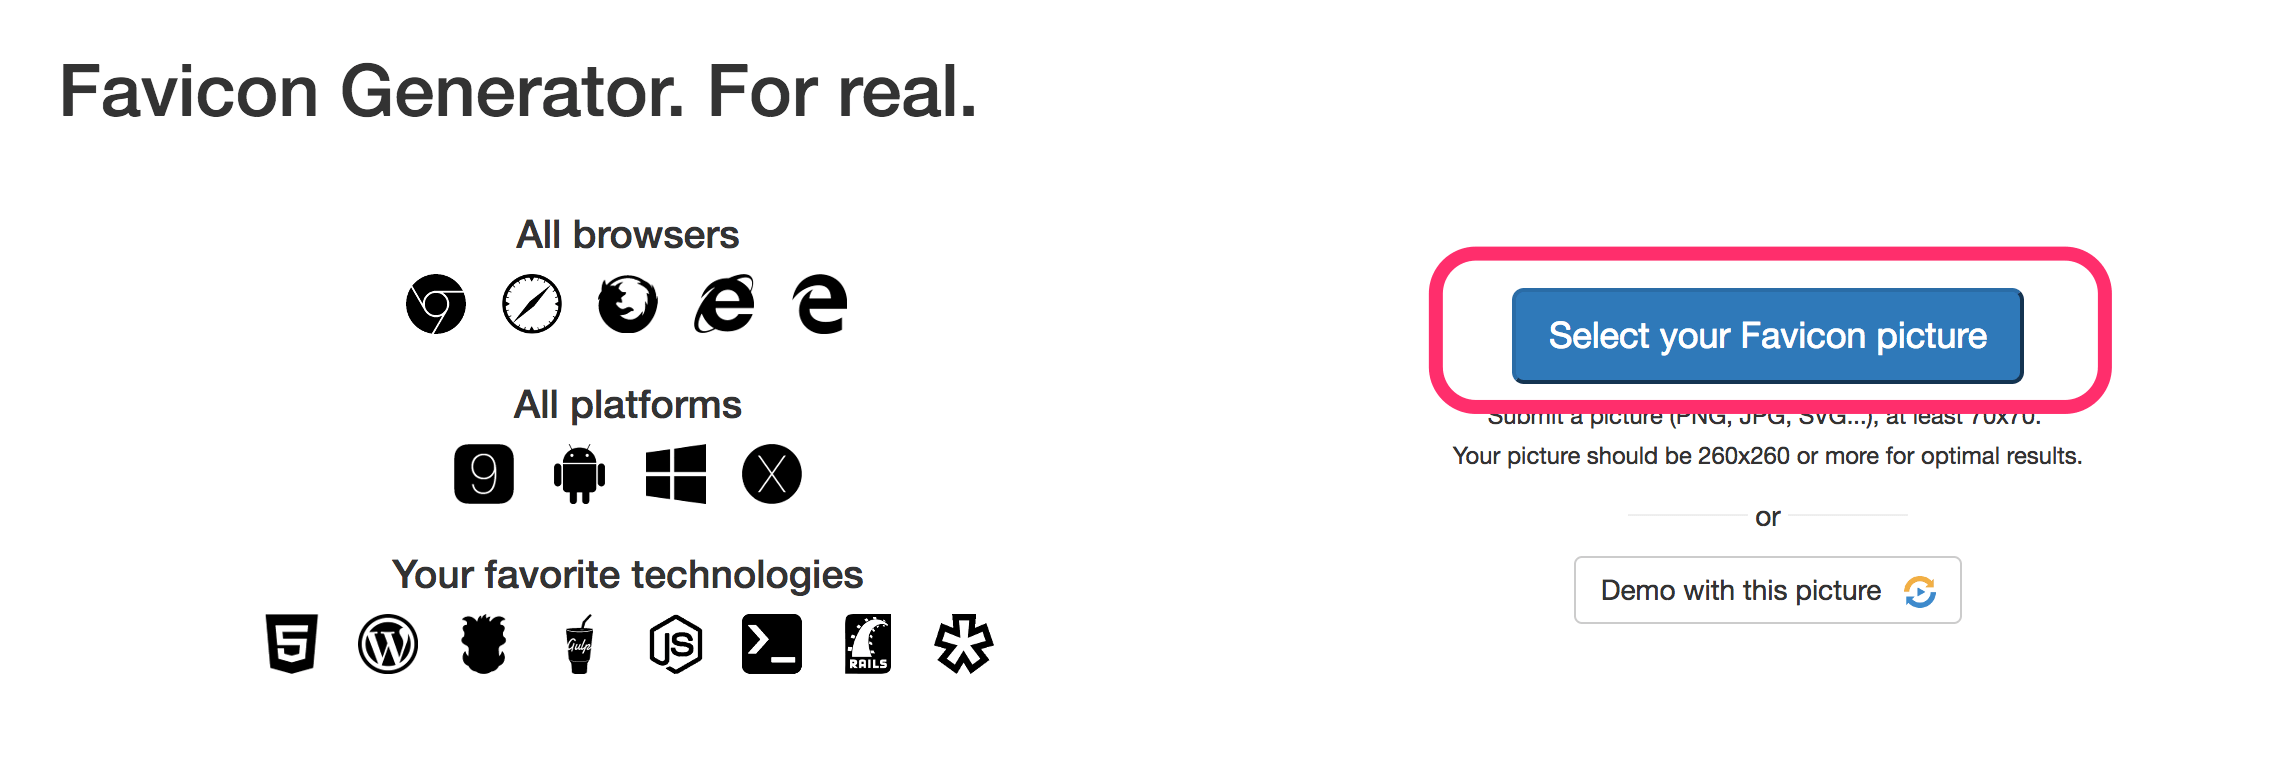 Favicon Generator. For real.
All browsers
All platforms
9
X
Your favorite technologies
5
W
Gulp
JS
>_
RAILS
Select your Favicon picture
Submit a picture (PNG, JPG, SVG...), at least 70x70.
Your picture should be 260x260 or more for optimal results.
or
Demo with this picture